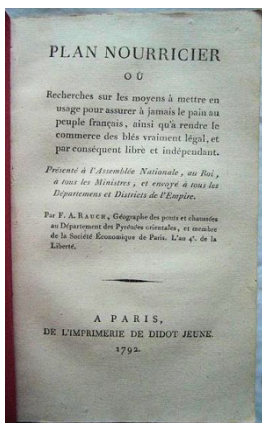 PLAN NOURRICIER
OÙ
Recherches sur les moyens à mettre en
usage pour assurer à jamais le pain au
peuple français, ainsi qu'à rendre le
commerce des blés vraiment légal, et
par conséquent libre et indépendant.
Présenté à l'Assemblée Nationale, au Roi,
à tous les Ministres, et envoyé à tous les
Départemens et Districts de l'Empire.
Par F. A. RAUCH, Géographe des ponts et chaussées
au Département des Pyrénées orientales, et membre
de la Société Économique de Paris. L'an 4e. de la
Liberté.
A PARIS,
DE L'IMPRIMERIE DE DIDOT JEUNE.
1792.